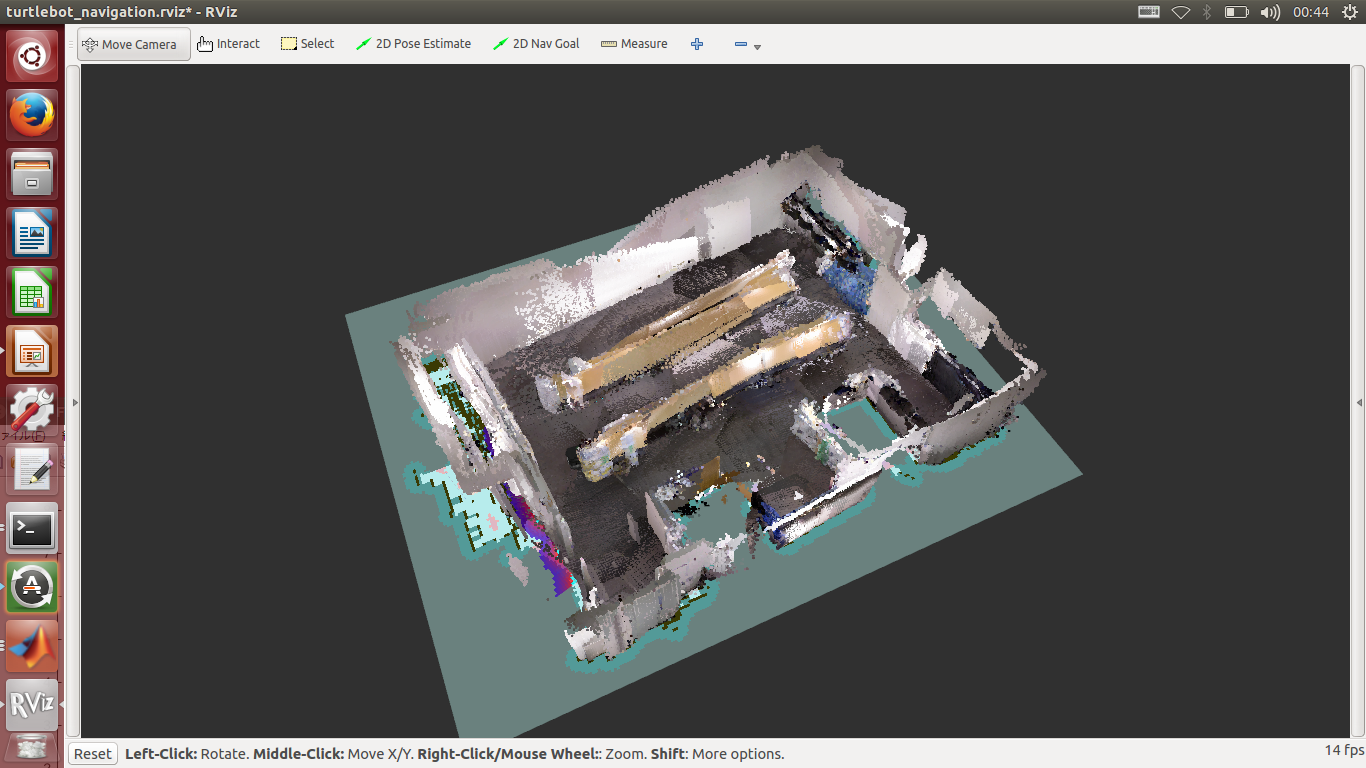 turtlebot_navigation.rviz* - RViz
00:44
Move Camera
Interact
Select
2D Pose Estimate
2D Nav Goal
Measure
RViz
Reset
Left-Click: Rotate. Middle-Click: Move X/Y. Right-Click/Mouse Wheel:: Zoom. Shift: More options.
14 fps